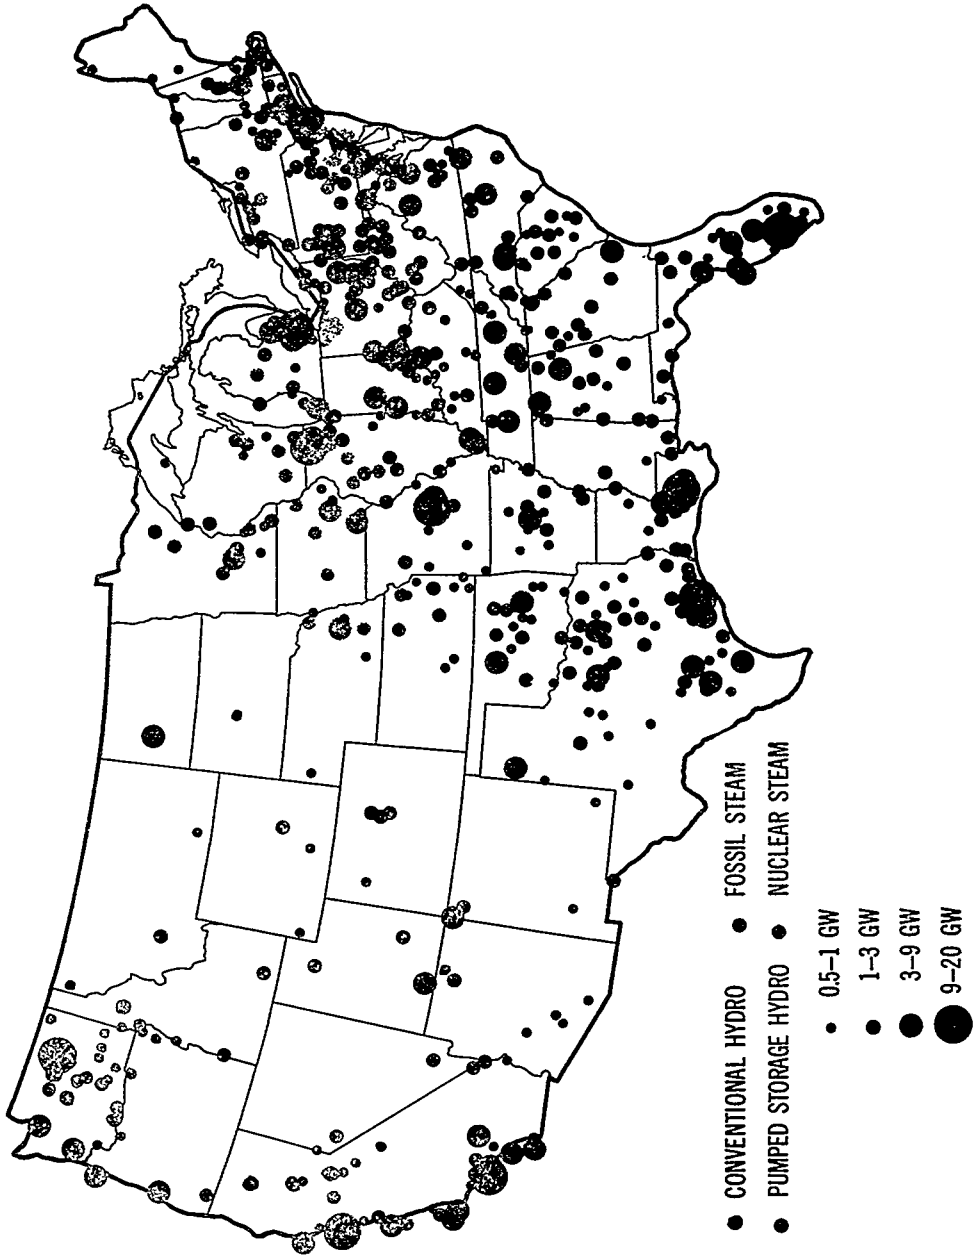 CONVENTIONAL HYDRO
FOSSIL STEAM
PUMPED STORAGE HYDRO
NUCLEAR STEAM
0.5–1 GW
1–3 GW
3–9 GW
9–20 GW